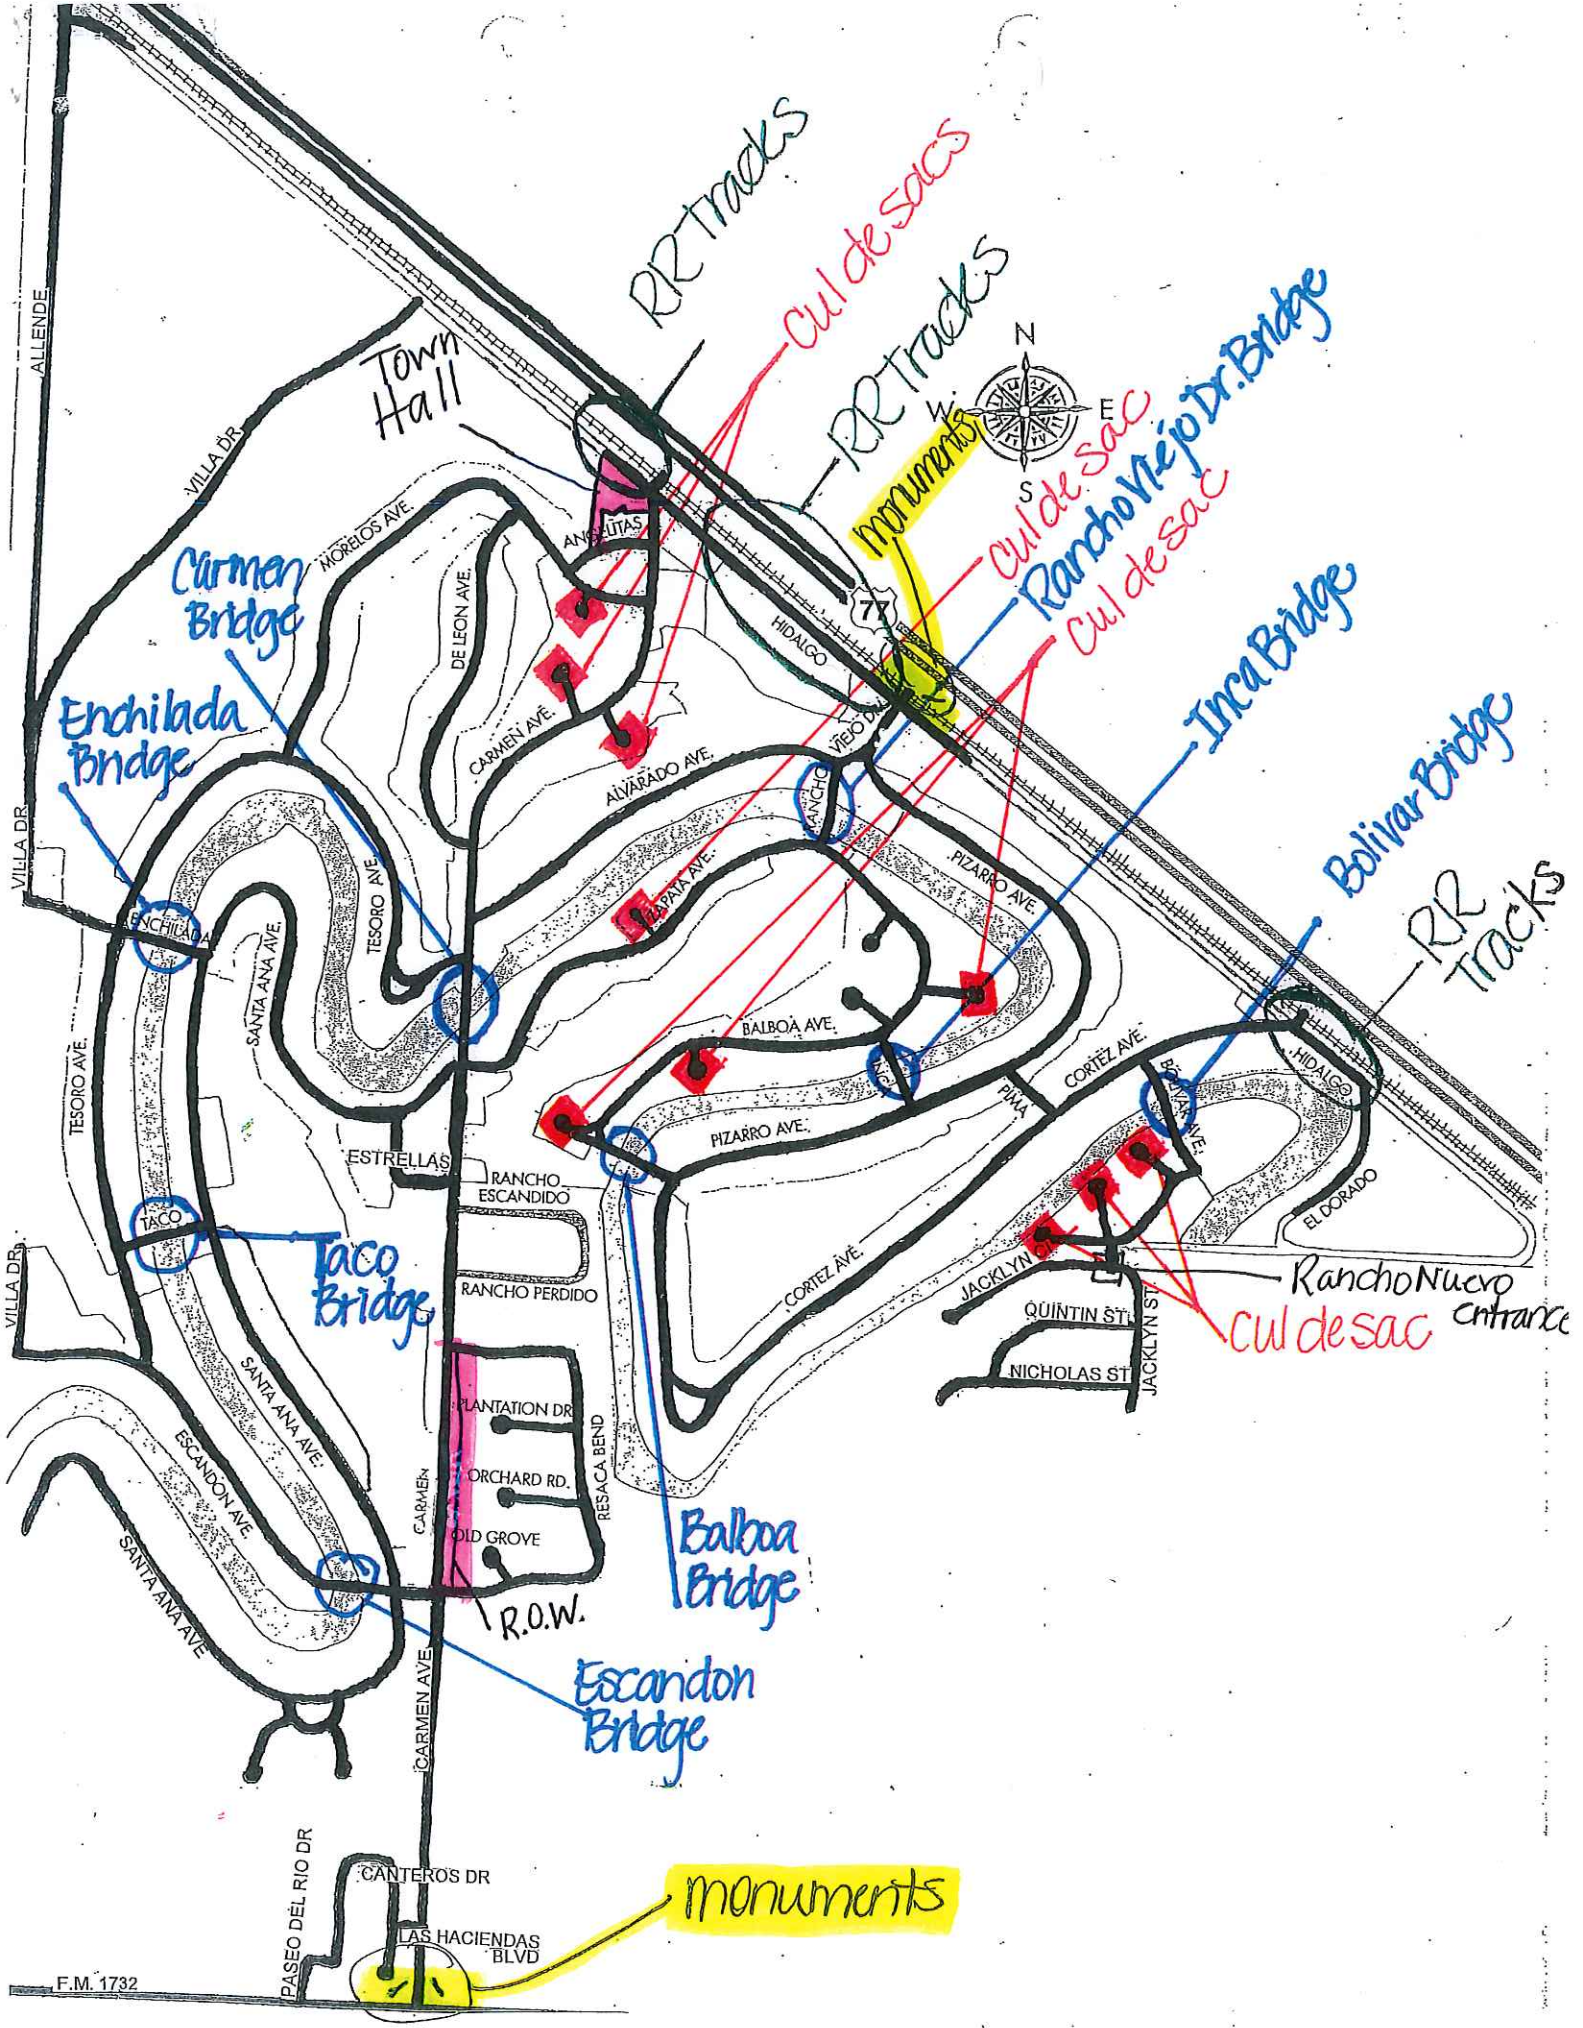 RR Tracks
cul de sacs
RR Tracks
N
W
E
S
monuments
cul de sac
Rancho Viejo Dr. Bridge
cul de sac
Inca Bridge
Bolivar Bridge
RR
Tracks
Town
Hall
ALLENDE
VILLA DR
MORELOS AVE.
DE LEON AVE.
77
HIDALGO
Carmen
Bridge
Enchilada
Bridge
CARMEN AVE.
ALVARADO AVE.
RANCHO
VIEJO DR.
PIZARRO AVE.
VILLA DR
ENCHILADA
TESORO AVE.
SANTA ANA AVE.
ZAPATA AVE.
BALBOA AVE.
PIZARRO AVE.
PIMA
CORTEZ AVE.
BOLIVAR AVE.
HIDALGO
EL DORADO
TESORO AVE.
ESTRELLAS
RANCHO
ESCANDIDO
RANCHO PERDIDO
TACO
Taco
Bridge
VILLA DR.
CORTEZ AVE.
JACKLYN
QUINTIN ST
NICHOLAS ST
JACKLYN ST
Rancho Nuevo
entrance
cul de sac
SANTA ANA AVE.
ESCANDON AVE.
PLANTATION DR
ORCHARD RD.
OLD GROVE
RESACA BEND
CARMEN
R.O.W.
Balboa
Bridge
SANTA ANA AVE
Escandon
Bridge
CARMEN AVE.
PASEO DEL RIO DR
CANTEROS DR
LAS HACIENDAS
BLVD
F.M. 1732
monuments